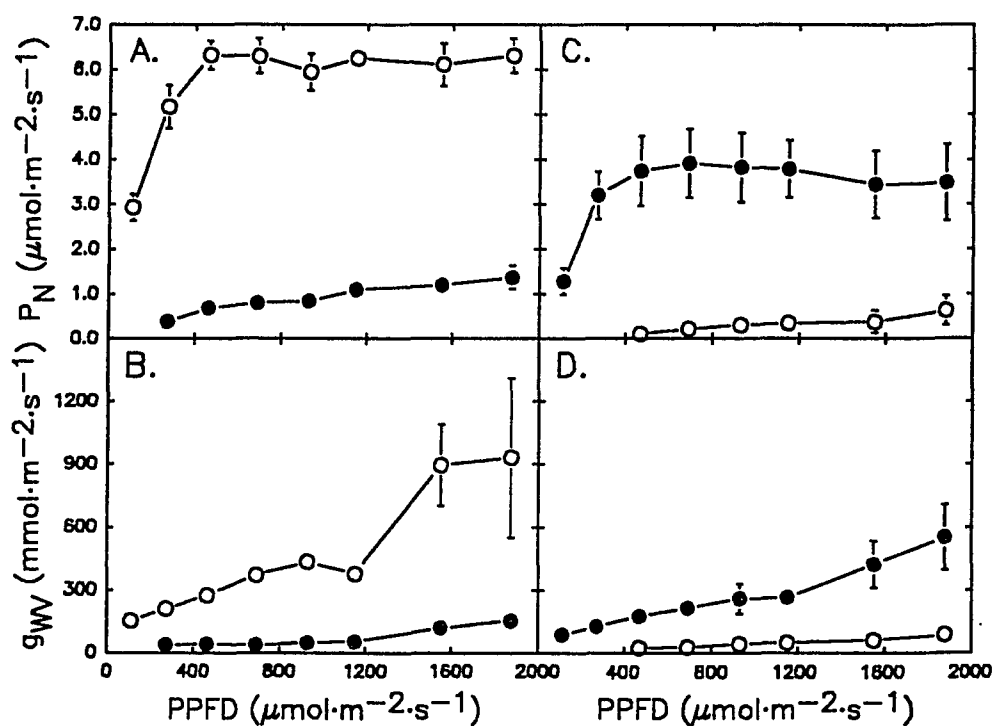 A.
C.
7.0
6.0
5.0
4.0
3.0
2.0
1.0
0.0
P_N (μmol·m−2·s−1)
B.
D.
1200
900
600
300
0
g_WV (mmol·m−2·s−1)
0 400 800 1200 1600 2000 400 800 1200 1600 2000
PPFD (μmol·m−2·s−1) PPFD (μmol·m−2·s−1)